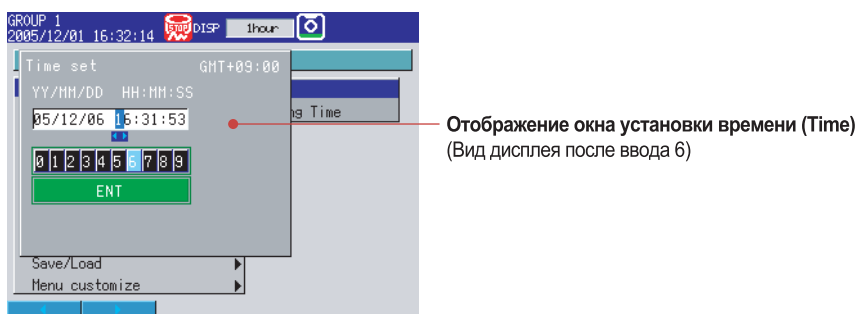 GROUP 1
2005/12/01 16:32:14
STOP
DISP
1hour
Time set GMT+09:00
YY/MM/DD HH:MM:SS
05/12/06 16:31:53
0 1 2 3 4 5 6 7 8 9
ENT
Time
Save/Load
Menu customize
Отображение окна установки времени (Time)
(Вид дисплея после ввода 6)